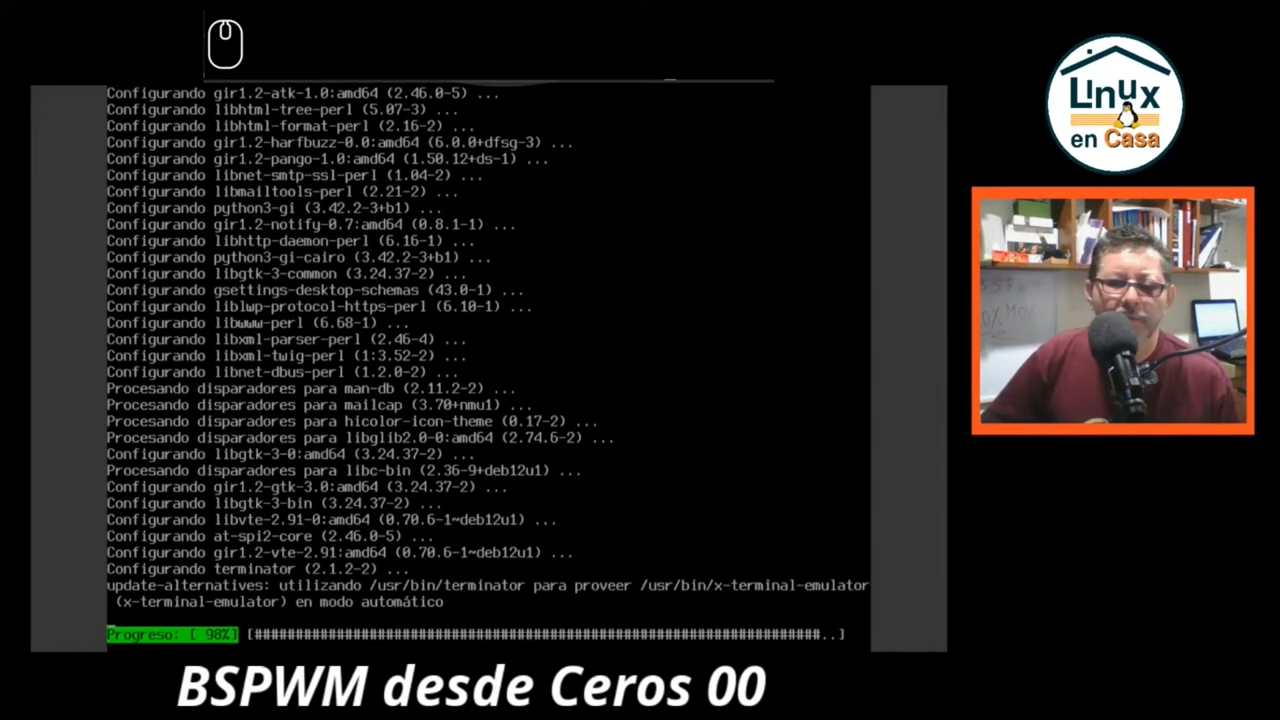 Configurando gir1.2-atk-1.0:amd64 (2.46.0-5) ...
Configurando libhtml-tree-perl (5.07-3) ...
Configurando libhtml-format-perl (2.16-2) ...
Configurando gir1.2-harfbuzz-0.0:amd64 (6.0.0+dfsg-3) ...
Configurando gir1.2-pango-1.0:amd64 (1.50.12+ds-1) ...
Configurando libnet-smtp-ssl-perl (1.04-2) ...
Configurando libmailtools-perl (2.21-2) ...
Configurando python3-gi (3.42.2-3+b1) ...
Configurando gir1.2-notify-0.7:amd64 (0.8.1-1) ...
Configurando libhttp-daemon-perl (6.16-1) ...
Configurando python3-gi-cairo (3.42.2-3+b1) ...
Configurando libgtk-3-common (3.24.37-2) ...
Configurando gsettings-desktop-schemas (43.0-1) ...
Configurando liblwp-protocol-https-perl (6.10-1) ...
Configurando libwww-perl (6.68-1) ...
Configurando libxml-parser-perl (2.46-4) ...
Configurando libxml-twig-perl (1:3.52-2) ...
Configurando libnet-dbus-perl (1.2.0-2) ...
Procesando disparadores para man-db (2.11.2-2) ...
Procesando disparadores para mailcap (3.70+nmu1) ...
Procesando disparadores para hicolor-icon-theme (0.17-2) ...
Procesando disparadores para libglib2.0-0:amd64 (2.74.6-2) ...
Configurando libgtk-3-0:amd64 (3.24.37-2) ...
Procesando disparadores para libc-bin (2.36-9+deb12u1) ...
Configurando gir1.2-gtk-3.0:amd64 (3.24.37-2) ...
Configurando libgtk-3-bin (3.24.37-2) ...
Configurando libvte-2.91-0:amd64 (0.70.6-1~deb12u1) ...
Configurando at-spi2-core (2.46.0-5) ...
Configurando gir1.2-vte-2.91:amd64 (0.70.6-1~deb12u1) ...
Configurando terminator (2.1.2-2) ...
update-alternatives: utilizando /usr/bin/terminator para proveer /usr/bin/x-terminal-emulator
(x-terminal-emulator) en modo automático
Progreso: [ 98%] [#####################################################################..]
BSPWM desde Ceros 00
Linux
en Casa